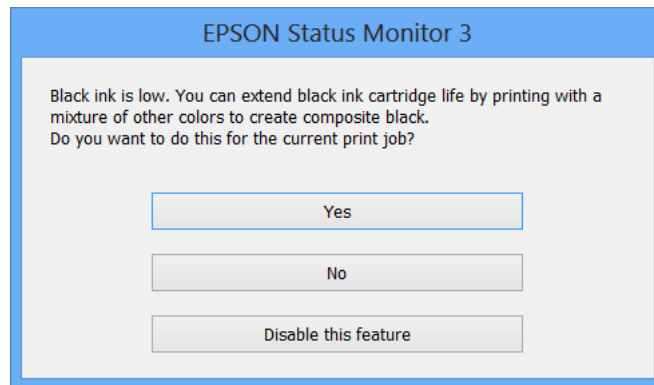 EPSON Status Monitor 3
Black ink is low. You can extend black ink cartridge life by printing with a
mixture of other colors to create composite black.
Do you want to do this for the current print job?
Yes
No
Disable this feature